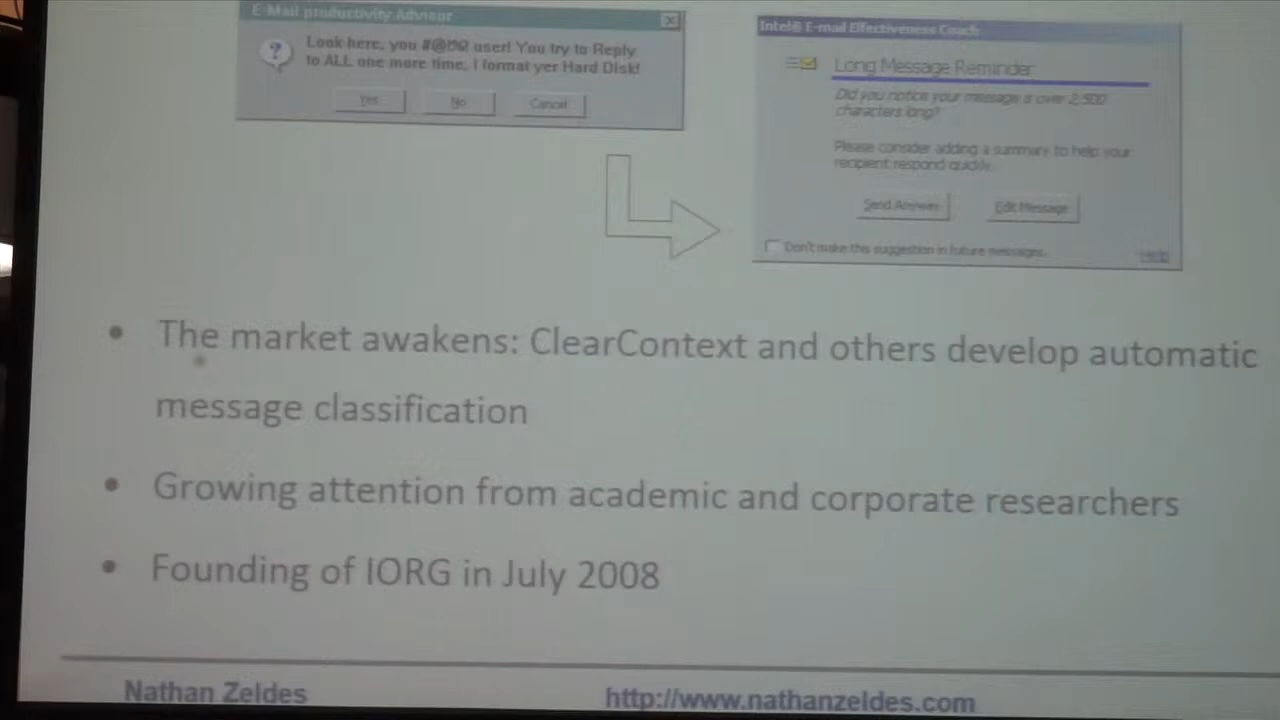 E-Mail productivity Advisor
Look here, you #@%? user! You try to Reply
to ALL one more time, I format yer Hard Disk!
Yes
No
Cancel
Intel® E-mail Effectiveness Coach
Long Message Reminder
Did you notice your message is over 2,500
characters long?
Please consider adding a summary to help your
recipient respond quickly.
Send Anyway
Edit Message
Don't make this suggestion in future messages.
Help
• The market awakens: ClearContext and others develop automatic
message classification
• Growing attention from academic and corporate researchers
• Founding of IORG in July 2008
Nathan Zeldes
http://www.nathanzeldes.com